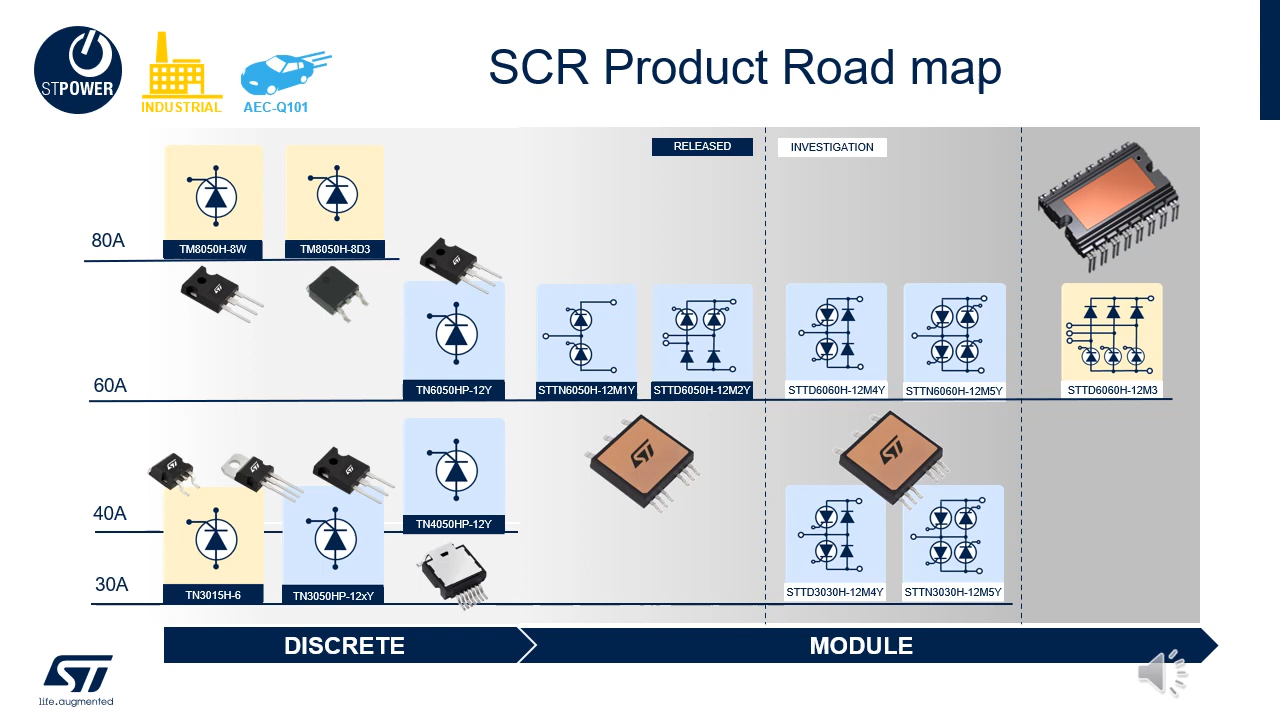 SCR Product Road map
STPOWER
INDUSTRIAL
AEC-Q101
RELEASED
INVESTIGATION
80A
TM8050H-8W
TM8050H-8D3
60A
TN6050HP-12Y
STTN6050H-12M1Y
STTD6050H-12M2Y
STTD6060H-12M4Y
STTN6060H-12M5Y
STTD6060H-12M3
40A
TN4050HP-12Y
30A
TN3015H-6
TN3050HP-12xY
STTD3030H-12M4Y
STTN3030H-12M5Y
DISCRETE
MODULE
ST
life.augmented